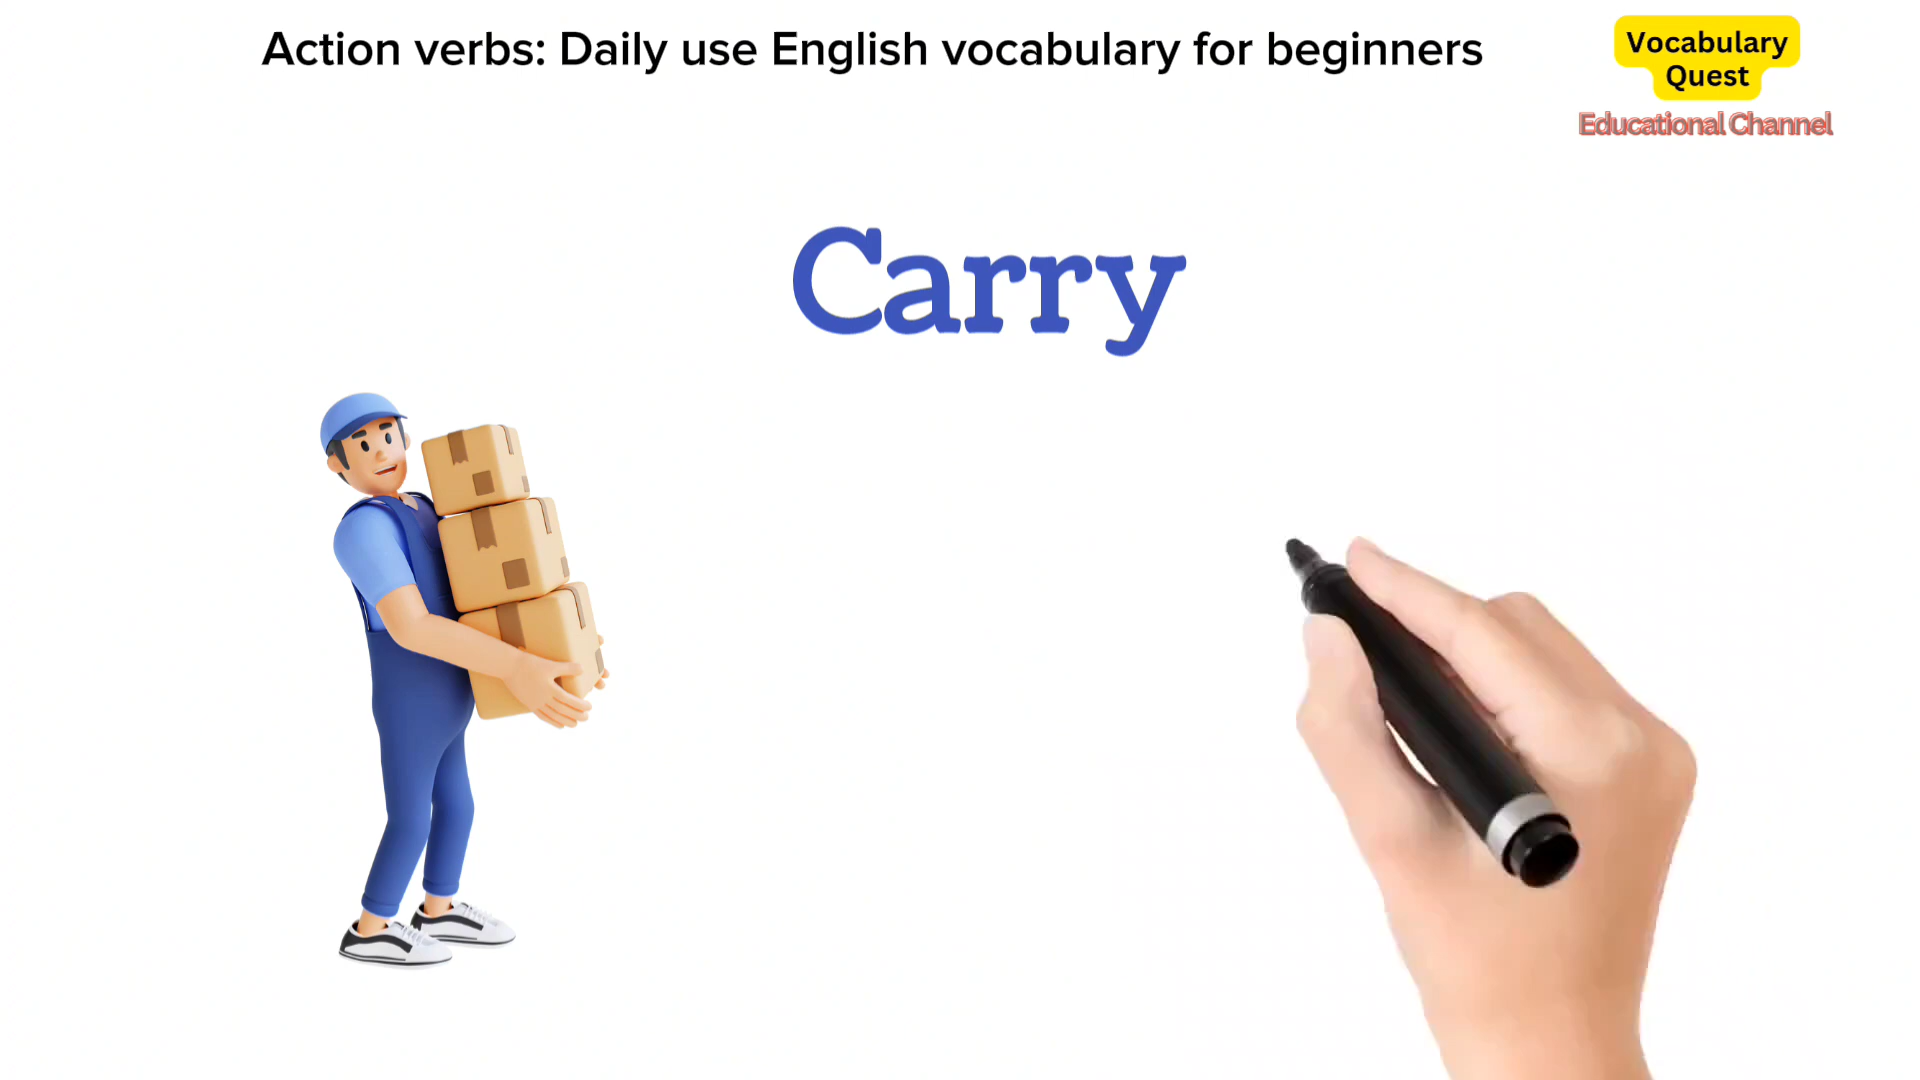 Action verbs: Daily use English vocabulary for beginners
Vocabulary
Quest
Educational Channel
Carry